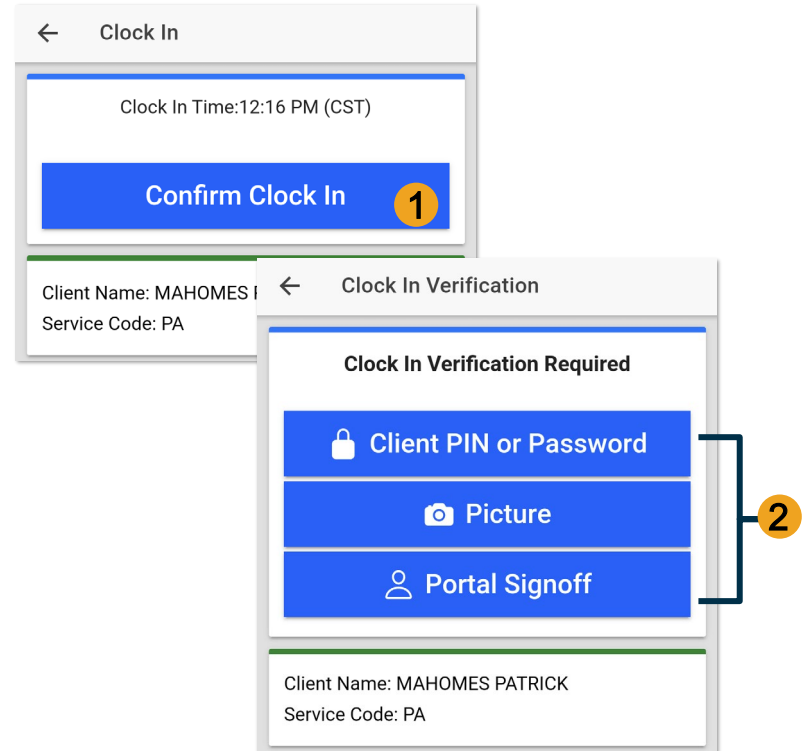 Clock In
Clock In Time:12:16 PM (CST)
Confirm Clock In
1
Client Name: MAHOMES
Service Code: PA
Clock In Verification
Clock In Verification Required
Client PIN or Password
Picture
Portal Signoff
2
Client Name: MAHOMES PATRICK
Service Code: PA